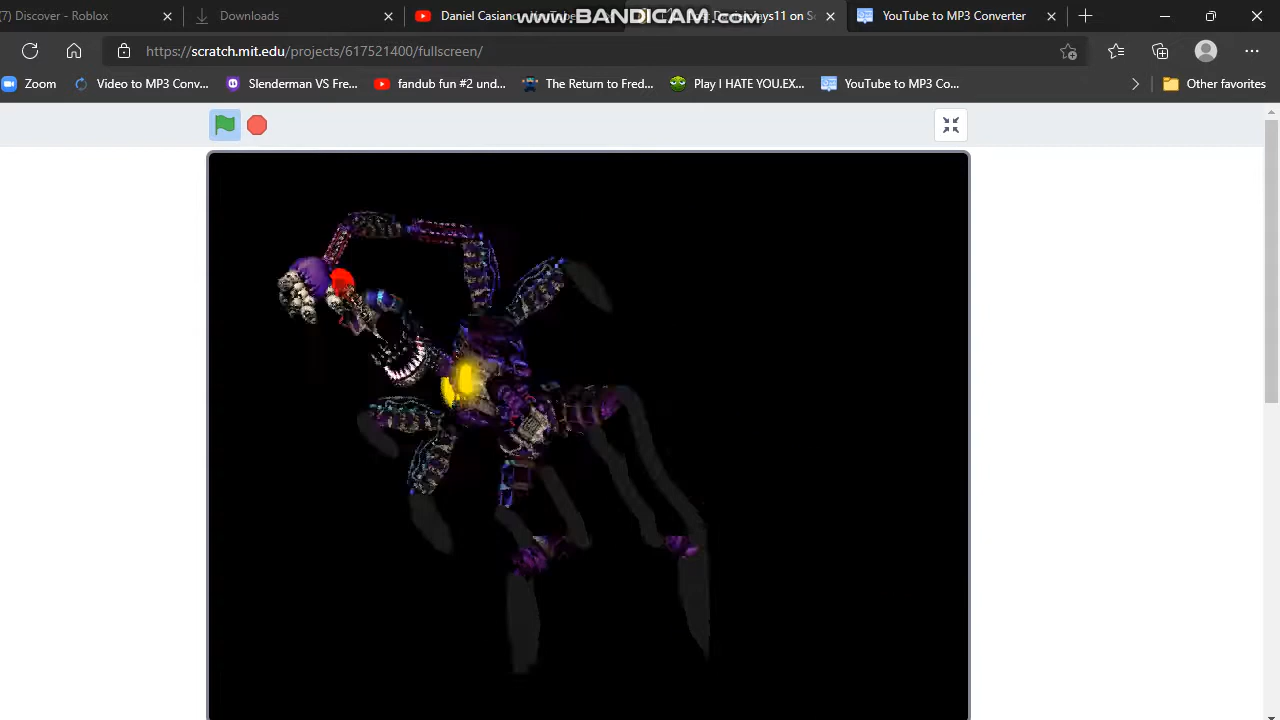 (7) Discover - Roblox
Downloads
Daniel Casiano
www.BANDICAM.com
YouTube to MP3 Converter
https://scratch.mit.edu/projects/617521400/fullscreen/
Zoom
Video to MP3 Conv...
Slenderman VS Fre...
fandub fun #2 und...
The Return to Fred...
Play I HATE YOU.EX...
YouTube to MP3 Co...
Other favorites